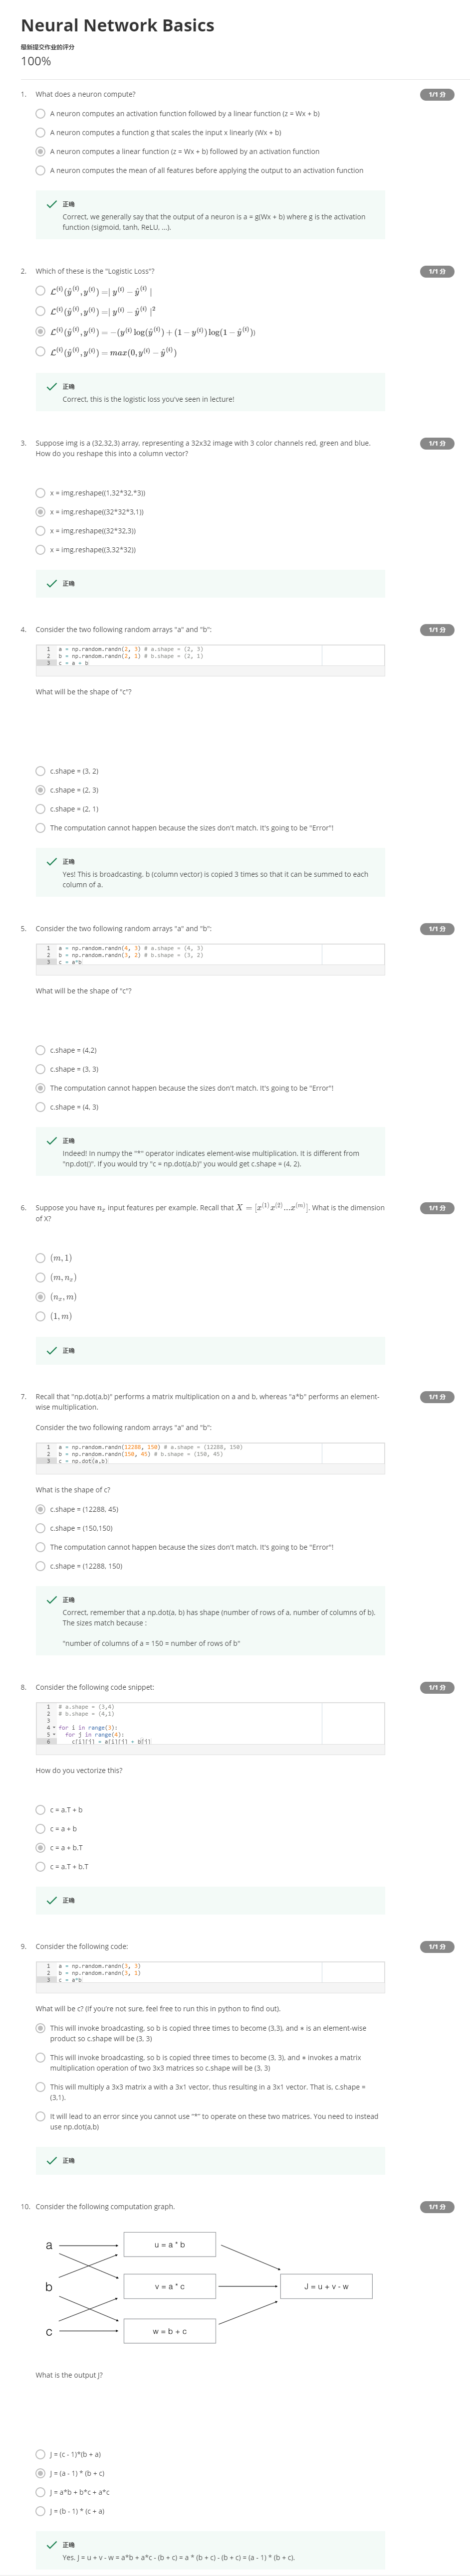 Neural Network Basics
最新提交作业的评分
100%
1. What does a neuron compute?
1/1 分
A neuron computes an activation function followed by a linear function (z = Wx + b)
A neuron computes a function g that scales the input x linearly (Wx + b)
A neuron computes a linear function (z = Wx + b) followed by an activation function
A neuron computes the mean of all features before applying the output to an activation function
正确
Correct, we generally say that the output of a neuron is a = g(Wx + b) where g is the activation
function (sigmoid, tanh, ReLU, ...).
2. Which of these is the "Logistic Loss"?
1/1 分
ℒ⁽ⁱ⁾(ŷ⁽ⁱ⁾, y⁽ⁱ⁾) =| y⁽ⁱ⁾ − ŷ⁽ⁱ⁾ |
ℒ⁽ⁱ⁾(ŷ⁽ⁱ⁾, y⁽ⁱ⁾) =| y⁽ⁱ⁾ − ŷ⁽ⁱ⁾ |²
ℒ⁽ⁱ⁾(ŷ⁽ⁱ⁾, y⁽ⁱ⁾) = −(y⁽ⁱ⁾ log(ŷ⁽ⁱ⁾) + (1 − y⁽ⁱ⁾) log(1 − ŷ⁽ⁱ⁾))
ℒ⁽ⁱ⁾(ŷ⁽ⁱ⁾, y⁽ⁱ⁾) = max(0, y⁽ⁱ⁾ − ŷ⁽ⁱ⁾)
正确
Correct, this is the logistic loss you've seen in lecture!
3. Suppose img is a (32,32,3) array, representing a 32x32 image with 3 color channels red, green and blue.
1/1 分
How do you reshape this into a column vector?
x = img.reshape((1,32*32,*3))
x = img.reshape((32*32*3,1))
x = img.reshape((32*32,3))
x = img.reshape((3,32*32))
正确
4. Consider the two following random arrays "a" and "b":
1/1 分
1 a = np.random.randn(2, 3) # a.shape = (2, 3)
2 b = np.random.randn(2, 1) # b.shape = (2, 1)
3 c = a + b
What will be the shape of "c"?
c.shape = (3, 2)
c.shape = (2, 3)
c.shape = (2, 1)
The computation cannot happen because the sizes don't match. It's going to be "Error"!
正确
Yes! This is broadcasting. b (column vector) is copied 3 times so that it can be summed to each
column of a.
5. Consider the two following random arrays "a" and "b":
1/1 分
1 a = np.random.randn(4, 3) # a.shape = (4, 3)
2 b = np.random.randn(3, 2) # b.shape = (3, 2)
3 c = a*b
What will be the shape of "c"?
c.shape = (4,2)
c.shape = (3, 3)
The computation cannot happen because the sizes don't match. It's going to be "Error"!
c.shape = (4, 3)
正确
Indeed! In numpy the "*" operator indicates element-wise multiplication. It is different from
"np.dot()". If you would try "c = np.dot(a,b)" you would get c.shape = (4, 2).
6. Suppose you have nₓ input features per example. Recall that X = [x⁽¹⁾x⁽²⁾...x⁽ᵐ⁾]. What is the dimension
1/1 分
of X?
(m, 1)
(m, nₓ)
(nₓ, m)
(1, m)
正确
7. Recall that "np.dot(a,b)" performs a matrix multiplication on a and b, whereas "a*b" performs an element-
1/1 分
wise multiplication.
Consider the two following random arrays "a" and "b":
1 a = np.random.randn(12288, 150) # a.shape = (12288, 150)
2 b = np.random.randn(150, 45) # b.shape = (150, 45)
3 c = np.dot(a,b)
What is the shape of c?
c.shape = (12288, 45)
c.shape = (150,150)
The computation cannot happen because the sizes don't match. It's going to be "Error"!
c.shape = (12288, 150)
正确
Correct, remember that a np.dot(a, b) has shape (number of rows of a, number of columns of b).
The sizes match because :
"number of columns of a = 150 = number of rows of b"
8. Consider the following code snippet:
1/1 分
1 # a.shape = (3,4)
2 # b.shape = (4,1)
3
4 for i in range(3):
5 for j in range(4):
6 c[i][j] = a[i][j] + b[j]
How do you vectorize this?
c = a.T + b
c = a + b
c = a + b.T
c = a.T + b.T
正确
9. Consider the following code:
1/1 分
1 a = np.random.randn(3, 3)
2 b = np.random.randn(3, 1)
3 c = a*b
What will be c? (If you're not sure, feel free to run this in python to find out).
This will invoke broadcasting, so b is copied three times to become (3,3), and ∗ is an element-wise
product so c.shape will be (3, 3)
This will invoke broadcasting, so b is copied three times to become (3, 3), and ∗ invokes a matrix
multiplication operation of two 3x3 matrices so c.shape will be (3, 3)
This will multiply a 3x3 matrix a with a 3x1 vector, thus resulting in a 3x1 vector. That is, c.shape =
(3,1).
It will lead to an error since you cannot use "*" to operate on these two matrices. You need to instead
use np.dot(a,b)
正确
10. Consider the following computation graph.
1/1 分
a
u = a * b
b
v = a * c
J = u + v - w
c
w = b + c
What is the output J?
J = (c - 1)*(b + a)
J = (a - 1) * (b + c)
J = a*b + b*c + a*c
J = (b - 1) * (c + a)
正确
Yes. J = u + v - w = a*b + a*c - (b + c) = a * (b + c) - (b + c) = (a - 1) * (b + c).